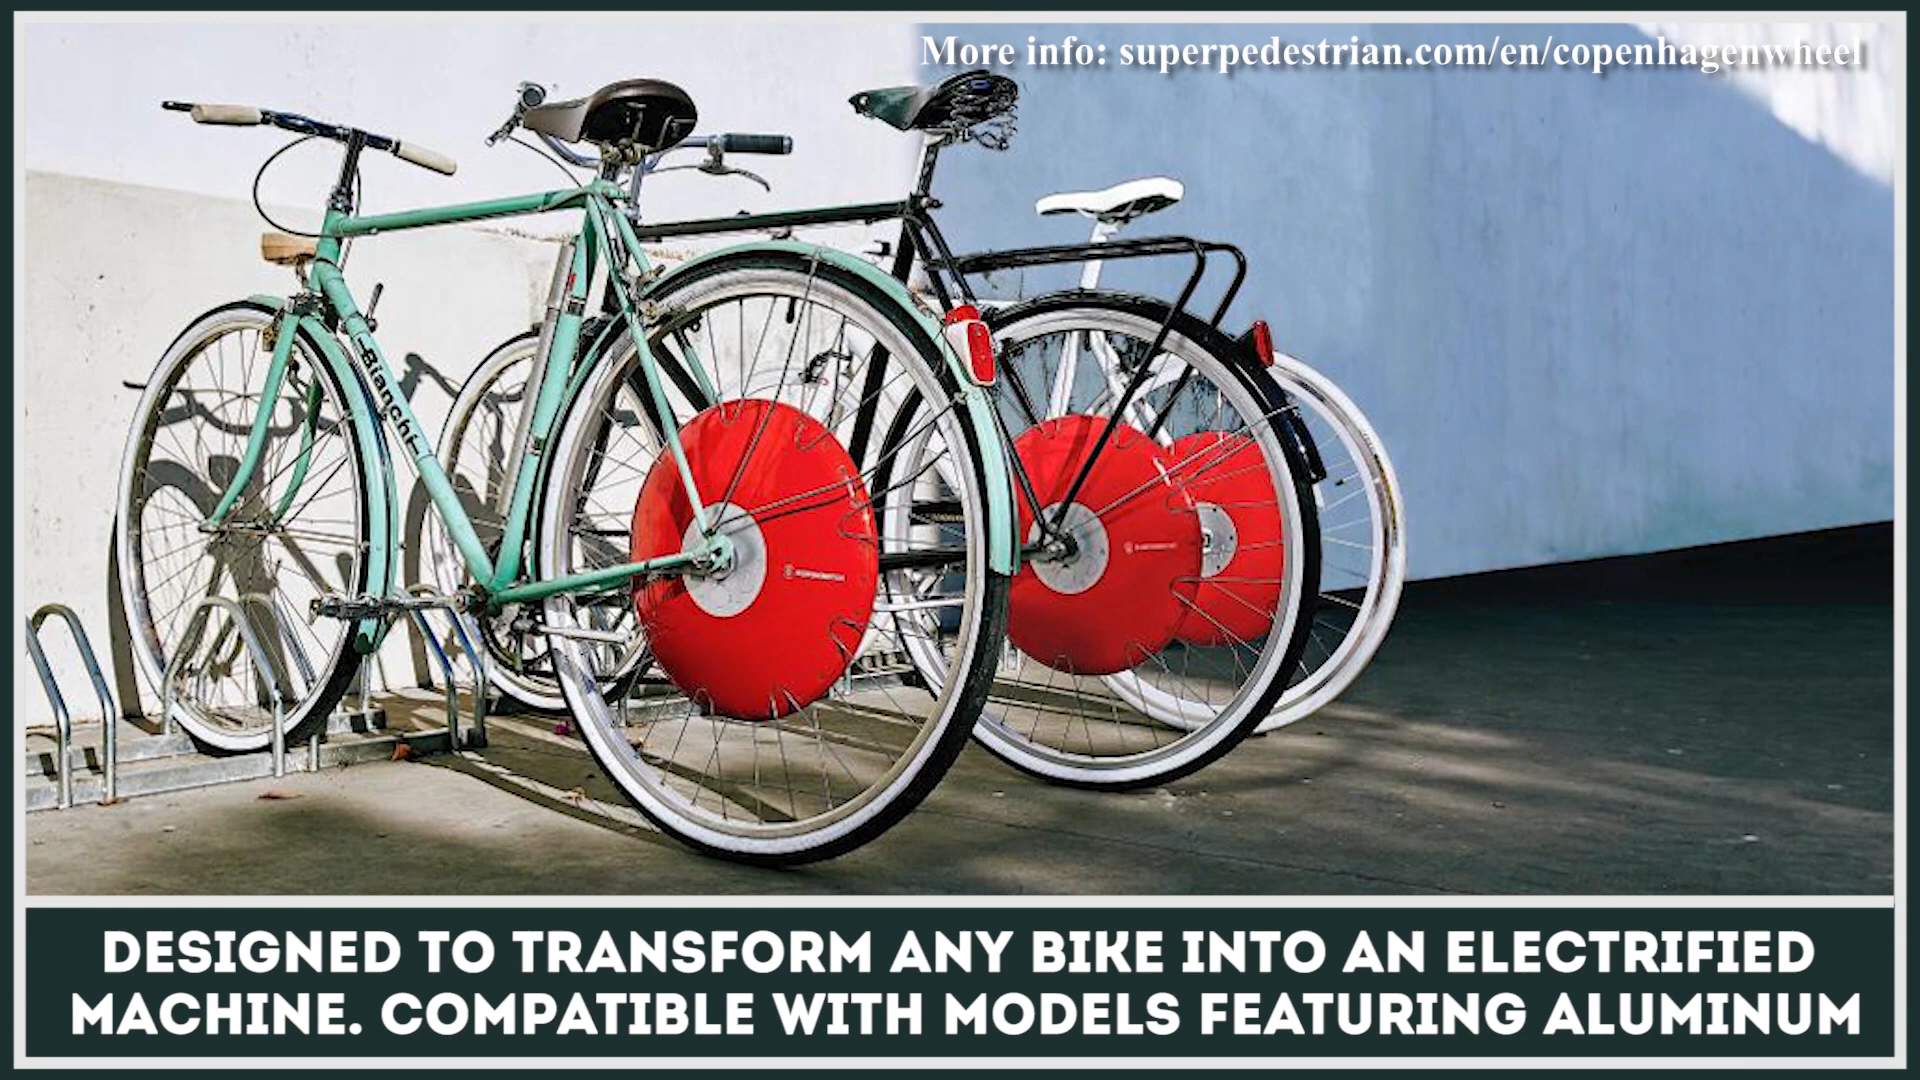 More info: superpedestrian.com/en/copenhagenwheel
Bianchi
DESIGNED TO TRANSFORM ANY BIKE INTO AN ELECTRIFIED
MACHINE. COMPATIBLE WITH MODELS FEATURING ALUMINUM